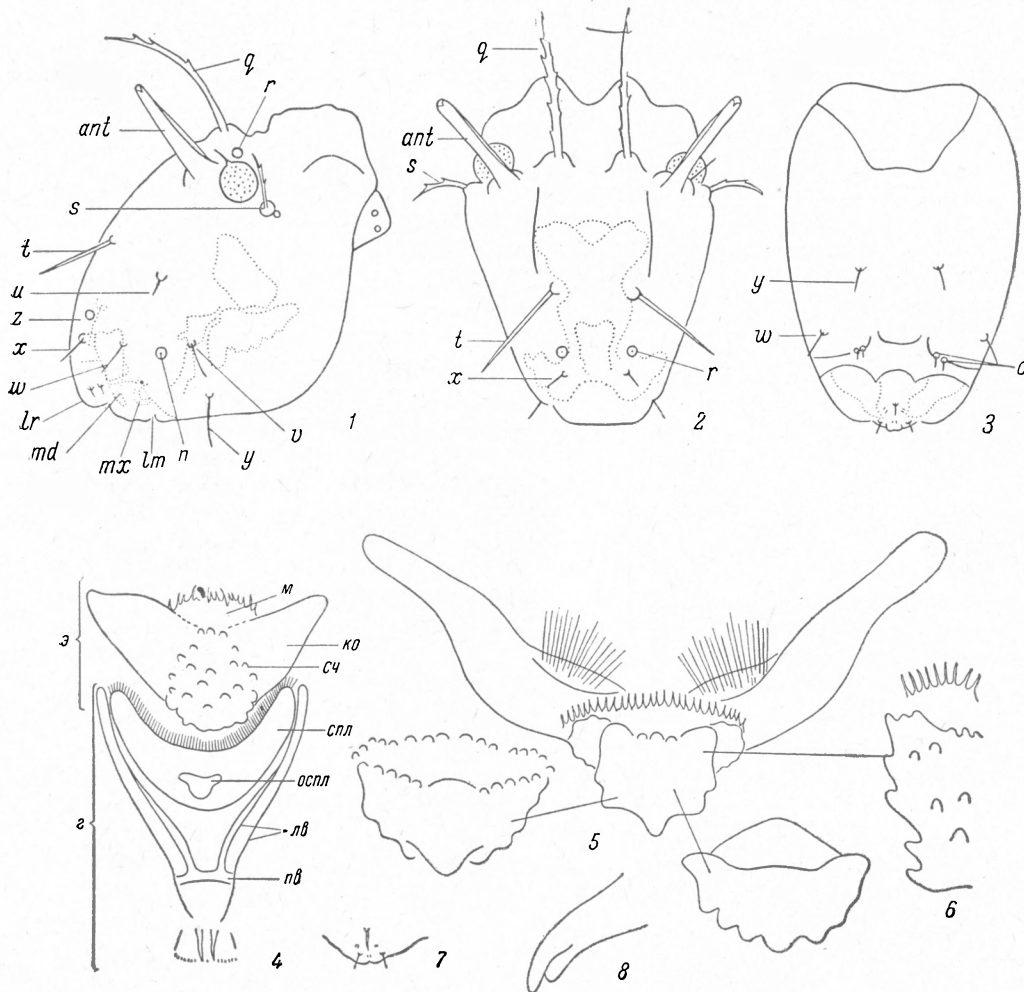 q
r
ant
s
t
u
z
x
w
lr
md
mx
lm
n
y
v
1
q
ant
s
t
x
r
2
y
w
o
3
э
м
ко
сч
спл
оспл
г
лв
пв
4
5
6
7
8